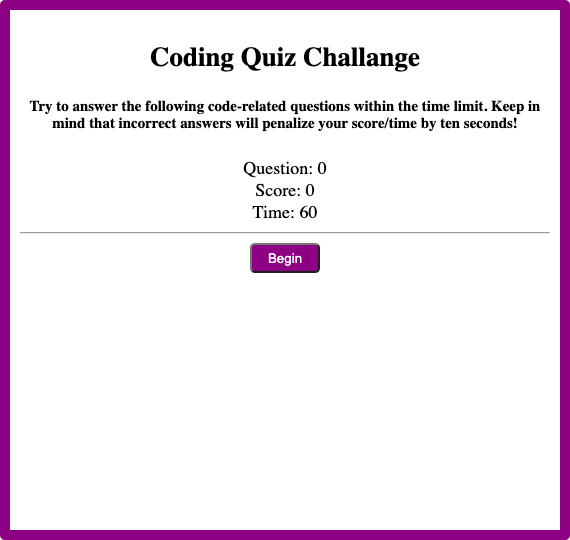 Coding Quiz Challange
Try to answer the following code-related questions within the time limit. Keep in
mind that incorrect answers will penalize your score/time by ten seconds!
Question: 0
Score: 0
Time: 60
Begin